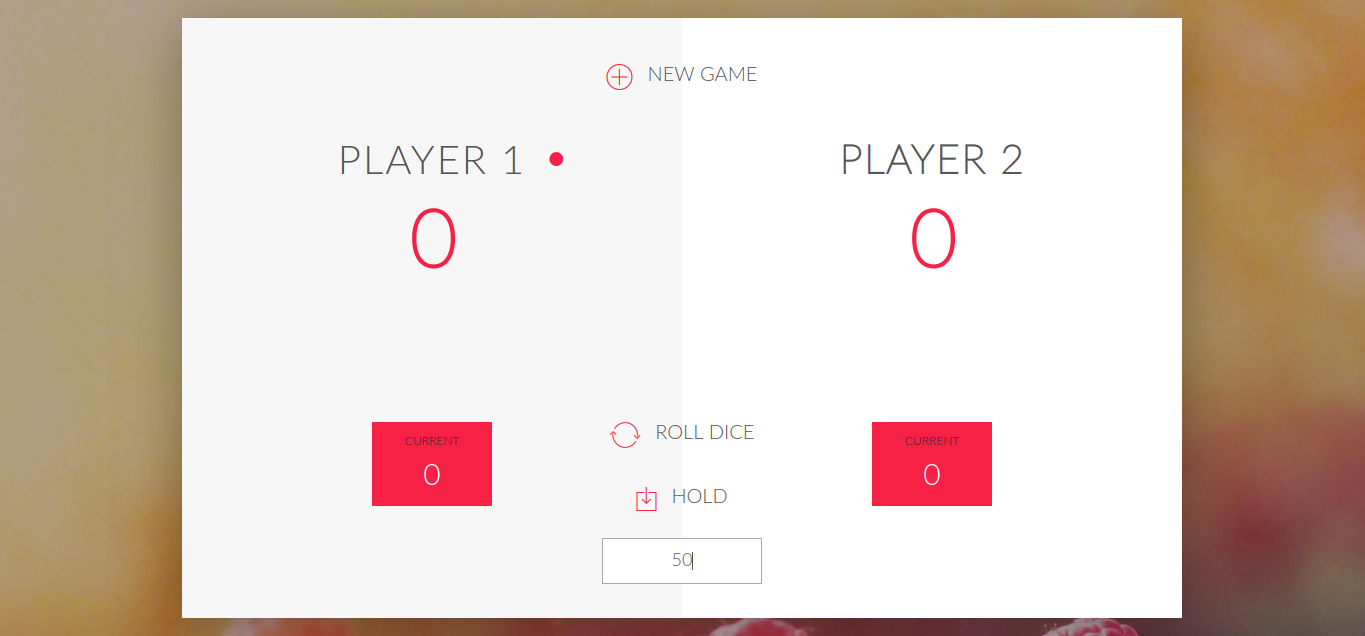 NEW GAME
PLAYER 1
0
PLAYER 2
0
CURRENT
0
ROLL DICE
HOLD
50
CURRENT
0